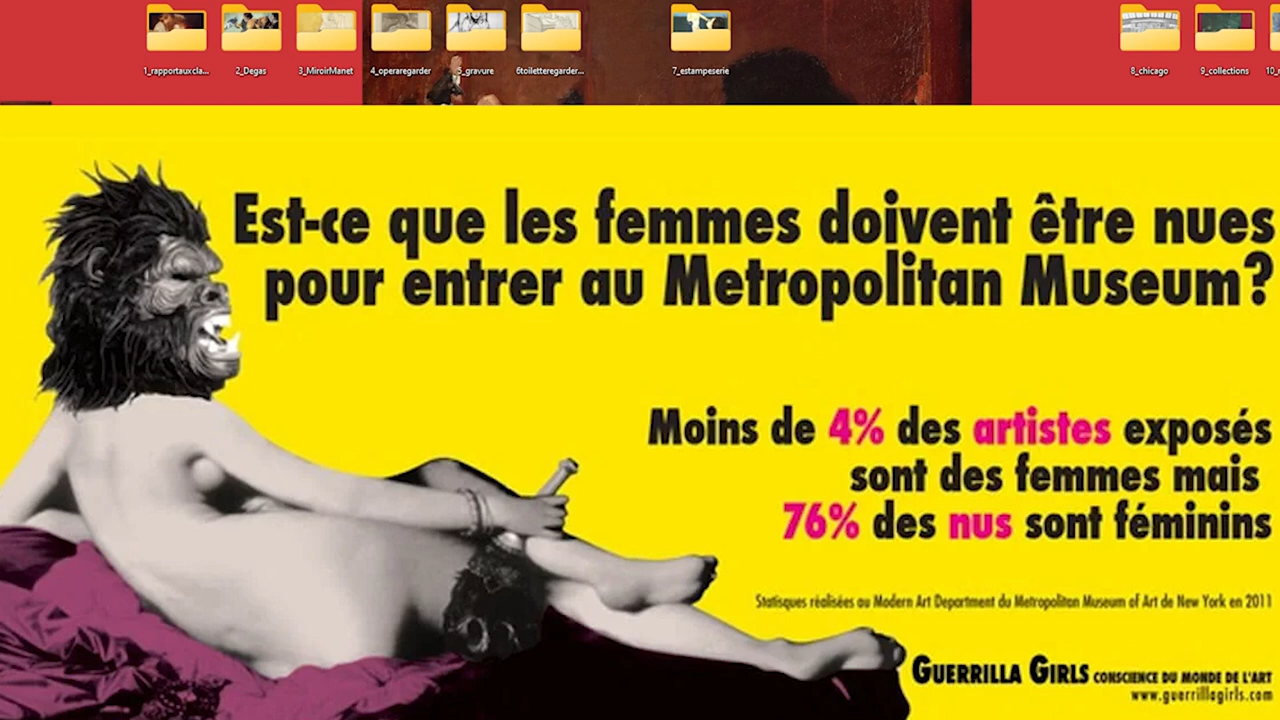 1_rapportauxcla...
2_Degas
3_MiroirManet
4_operaregarder
5_gravure
6toiletteregarder...
7_estampeserie
8_chicago
9_collections
Est-ce que les femmes doivent être nues
pour entrer au Metropolitan Museum?
Moins de 4% des artistes exposés
sont des femmes mais
76% des nus sont féminins
Statisques réalisées au Modern Art Department du Metropolitan Museum of Art de New York en 2011
Guerrilla Girls conscience du monde de l'art
www.guerrillagirls.com